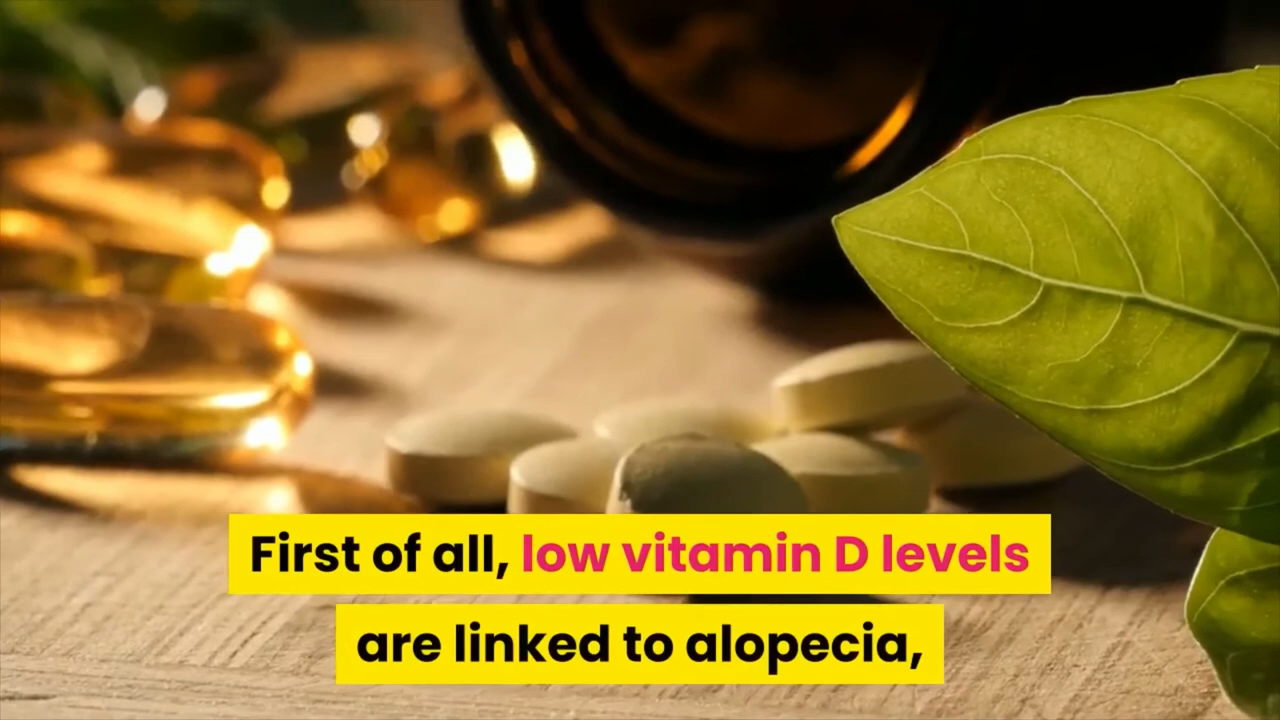 First of all, low vitamin D levels
are linked to alopecia,